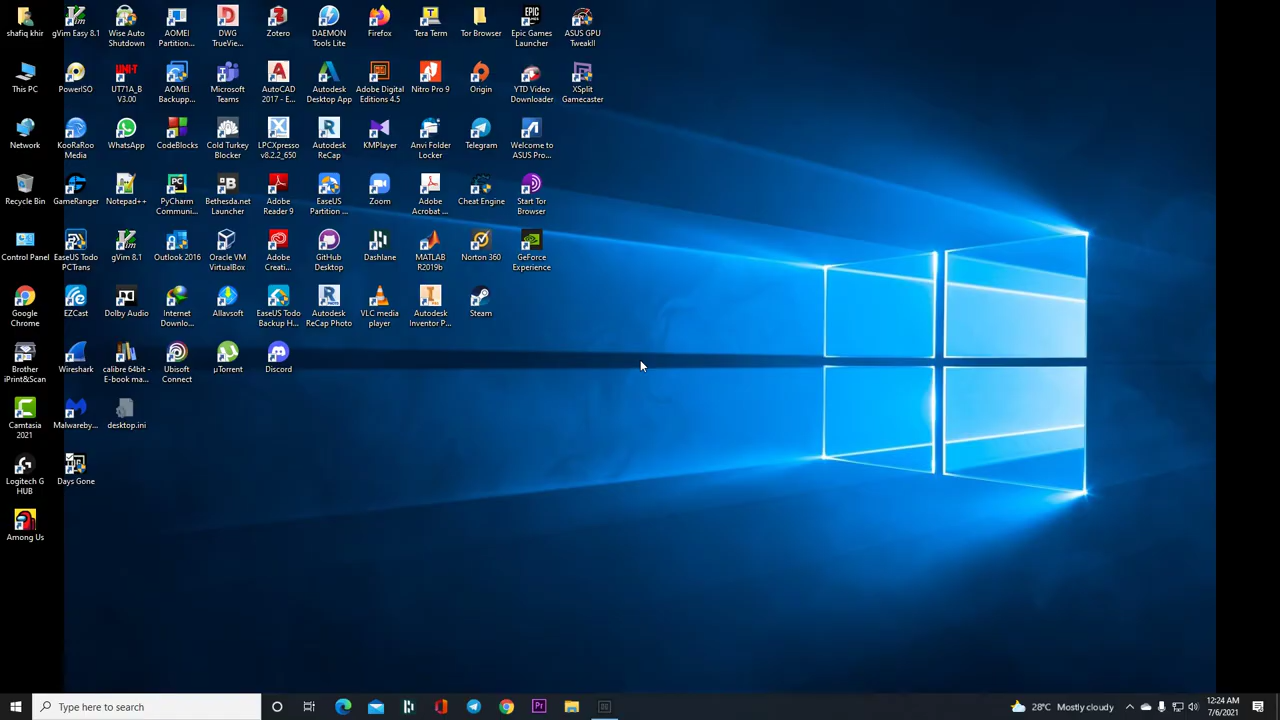 shafiq khir
gVim Easy 8.1
Wise Auto
Shutdown
AOMEI
Partition...
DWG
TrueVie...
Zotero
DAEMON
Tools Lite
Firefox
Tera Term
Tor Browser
Epic Games
Launcher
ASUS GPU
TweakII
This PC
PowerISO
UT71A_B
V3.00
AOMEI
Backupp...
Microsoft
Teams
AutoCAD
2017 - E...
Autodesk
Desktop App
Adobe Digital
Editions 4.5
Nitro Pro 9
Origin
YTD Video
Downloader
XSplit
Gamecaster
Network
KooRaRoo
Media
WhatsApp
CodeBlocks
Cold Turkey
Blocker
LPCXpresso
v8.2.2_650
Autodesk
ReCap
KMPlayer
Anvi Folder
Locker
Telegram
Welcome to
ASUS Pro...
Recycle Bin
GameRanger
Notepad++
PyCharm
Communi...
Bethesda.net
Launcher
Adobe
Reader 9
EaseUS
Partition ...
Zoom
Adobe
Acrobat ...
Cheat Engine
Start Tor
Browser
Control Panel
EaseUS Todo
PCTrans
gVim 8.1
Outlook 2016
Oracle VM
VirtualBox
Adobe
Creati...
GitHub
Desktop
Dashlane
MATLAB
R2019b
Norton 360
GeForce
Experience
Google
Chrome
EZCast
Dolby Audio
Internet
Downlo...
Allavsoft
EaseUS Todo
Backup H...
Autodesk
ReCap Photo
VLC media
player
Autodesk
Inventor P...
Steam
Brother
iPrint&Scan
Wireshark
calibre 64bit -
E-book ma...
Ubisoft
Connect
µTorrent
Discord
Camtasia
2021
Malwareby...
desktop.ini
Logitech G
HUB
Days Gone
Among Us
Type here to search
28°C Mostly cloudy
12:24 AM
7/6/2021